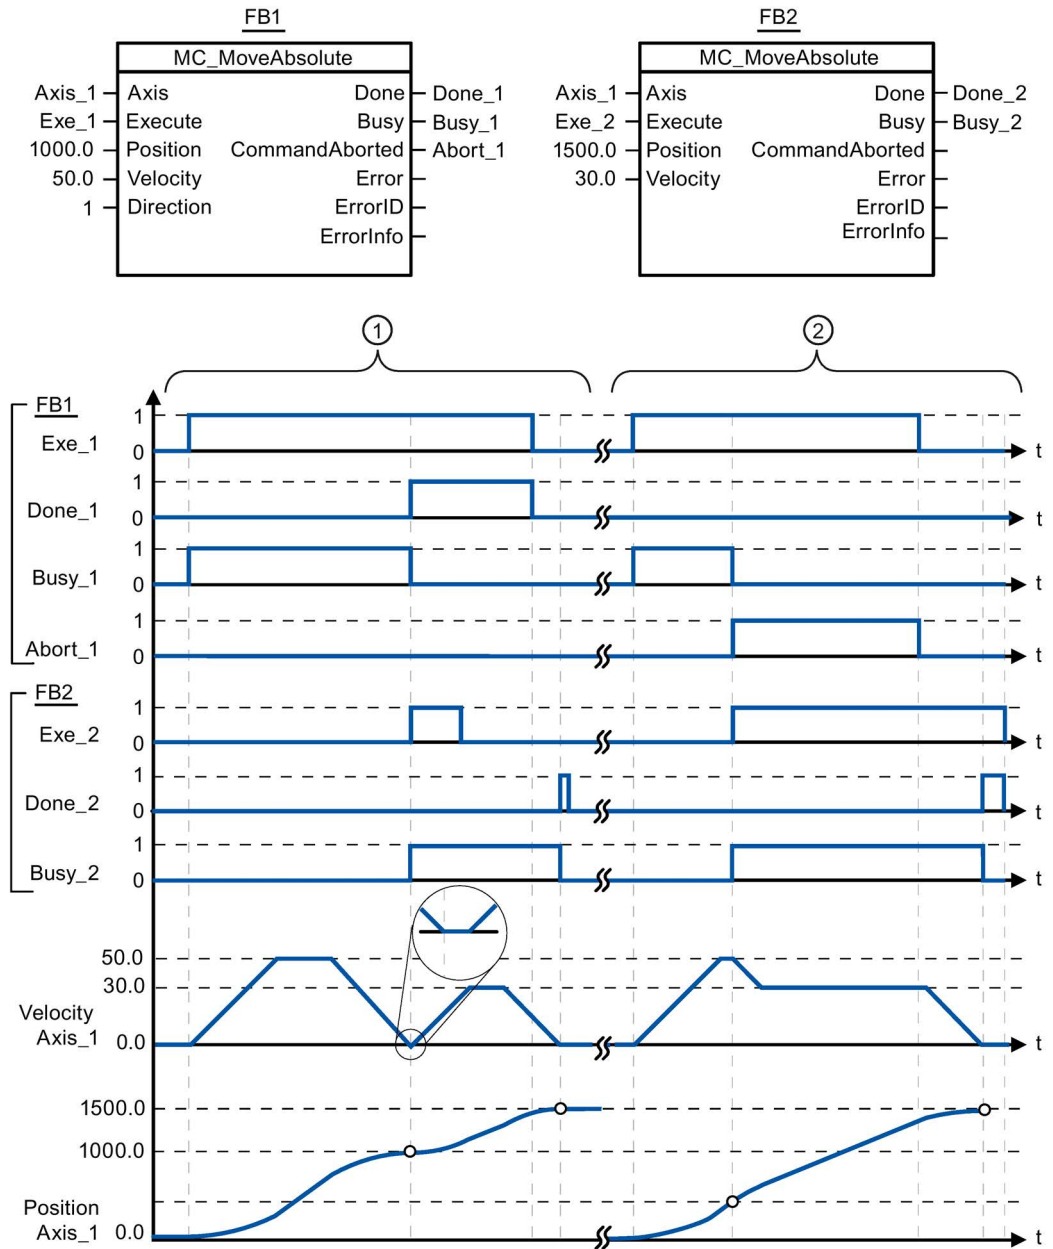 FB1 FB2
MC_MoveAbsolute MC_MoveAbsolute
Axis_1 Axis Done Done_1 Axis_1 Axis Done Done_2
Exe_1 Execute Busy Busy_1 Exe_2 Execute Busy Busy_2
1000.0 Position CommandAborted Abort_1 1500.0 Position CommandAborted
50.0 Velocity Error 30.0 Velocity Error
1 Direction ErrorID ErrorID
ErrorInfo ErrorInfo
1 2
FB1
1
Exe_1
0 t
1
Done_1
0 t
1
Busy_1
0 t
1
Abort_1
0 t
FB2
1
Exe_2
0 t
1
Done_2
0 t
1
Busy_2
0 t
50.0
30.0
Velocity
Axis_1 0.0 t
1500.0
1000.0
Position
Axis_1 0.0 t